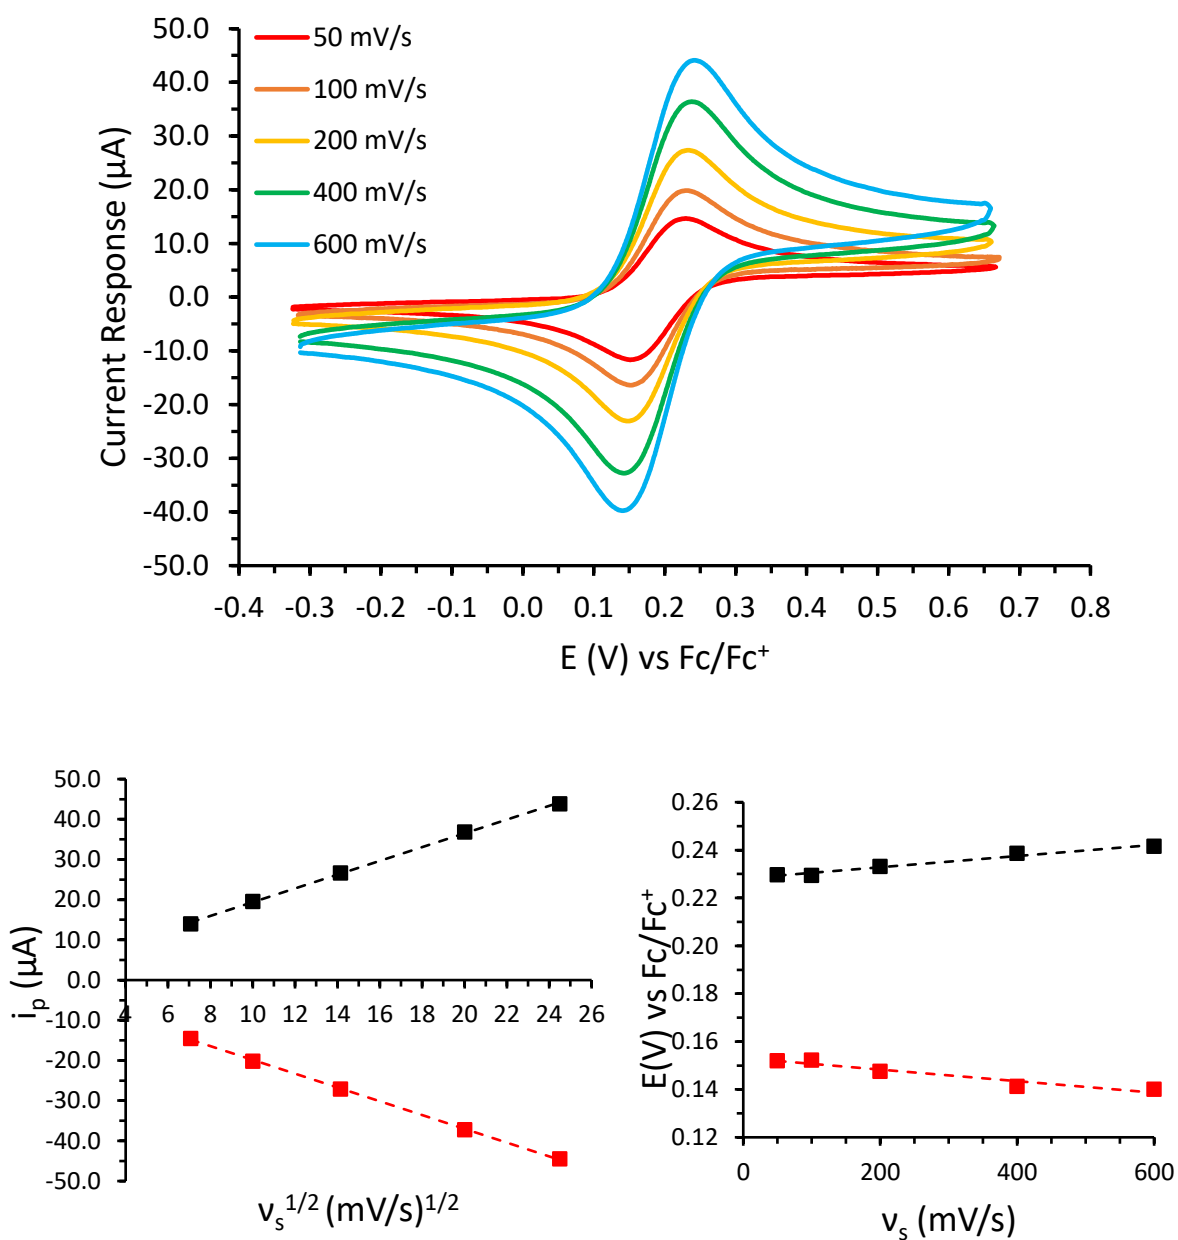 50.0
40.0
30.0
20.0
10.0
0.0
-10.0
-20.0
-30.0
-40.0
-50.0
Current Response (µA)
50 mV/s
100 mV/s
200 mV/s
400 mV/s
600 mV/s
-0.4 -0.3 -0.2 -0.1 0.0 0.1 0.2 0.3 0.4 0.5 0.6 0.7 0.8
E (V) vs Fc/Fc⁺
50.0
40.0
30.0
20.0
10.0
0.0
-10.0
-20.0
-30.0
-40.0
-50.0
iₚ (µA)
4 6 8 10 12 14 16 18 20 22 24 26
νₛ¹/² (mV/s)¹/²
0.26
0.24
0.22
0.20
0.18
0.16
0.14
0.12
E(V) vs Fc/Fc⁺
0 200 400 600
νₛ (mV/s)